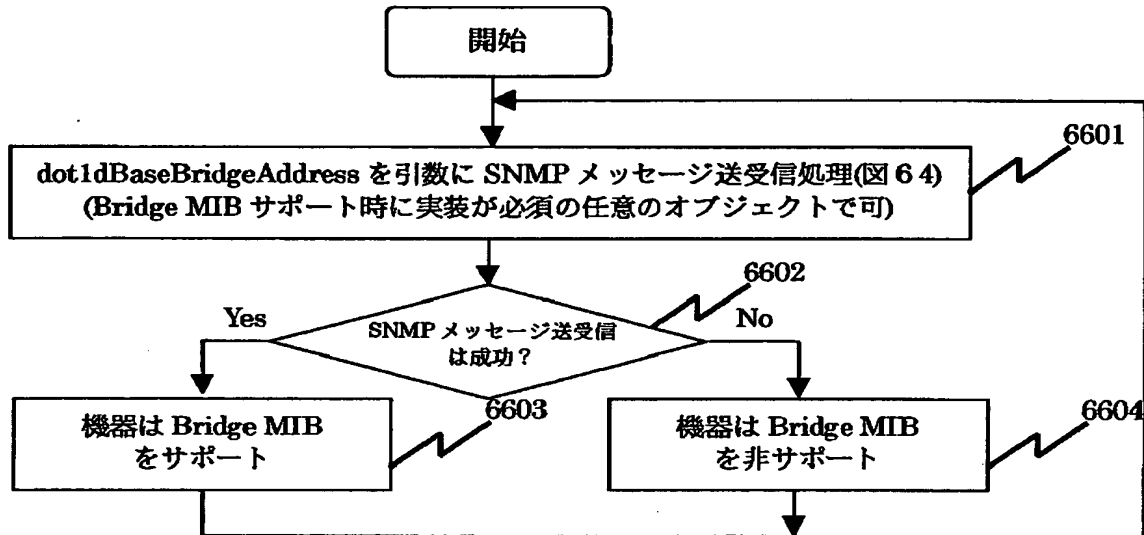 開始
6601
dot1dBaseBridgeAddress を引数に SNMP メッセージ送受信処理(図６４)
(Bridge MIB サポート時に実装が必須の任意のオブジェクトで可)
6602
Yes
SNMP メッセージ送受信
は成功？
No
6603
機器は Bridge MIB
をサポート
6604
機器は Bridge MIB
を非サポート